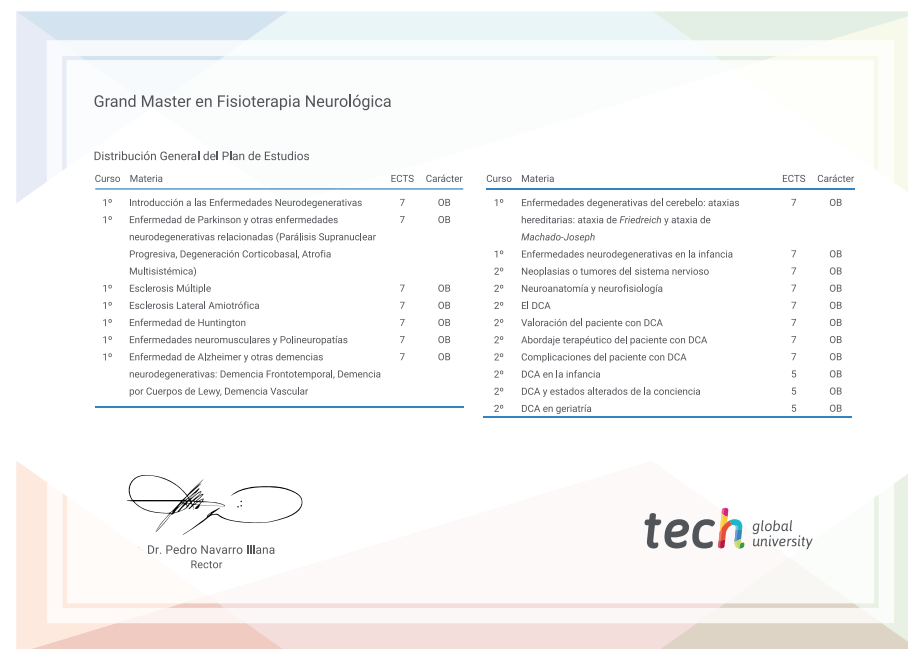 Grand Master en Fisioterapia Neurológica
Distribución General del Plan de Estudios
Curso Materia ECTS Carácter
1º Introducción a las Enfermedades Neurodegenerativas 7 OB
1º Enfermedad de Parkinson y otras enfermedades 7 OB
neurodegenerativas relacionadas (Parálisis Supranuclear
Progresiva, Degeneración Corticobasal, Atrofia
Multisistémica)
1º Esclerosis Múltiple 7 OB
1º Esclerosis Lateral Amiotrófica 7 OB
1º Enfermedad de Huntington 7 OB
1º Enfermedades neuromusculares y Polineuropatías 7 OB
1º Enfermedad de Alzheimer y otras demencias 7 OB
neurodegenerativas: Demencia Frontotemporal, Demencia
por Cuerpos de Lewy, Demencia Vascular
Curso Materia ECTS Carácter
1º Enfermedades degenerativas del cerebelo: ataxias 7 OB
hereditarias: ataxia de Friedreich y ataxia de
Machado-Joseph
1º Enfermedades neurodegenerativas en la infancia 7 OB
2º Neoplasias o tumores del sistema nervioso 7 OB
2º Neuroanatomía y neurofisiología 7 OB
2º El DCA 7 OB
2º Valoración del paciente con DCA 7 OB
2º Abordaje terapéutico del paciente con DCA 7 OB
2º Complicaciones del paciente con DCA 7 OB
2º DCA en la infancia 5 OB
2º DCA y estados alterados de la conciencia 5 OB
2º DCA en geriatría 5 OB
Dr. Pedro Navarro Illana
Rector
tech global
university